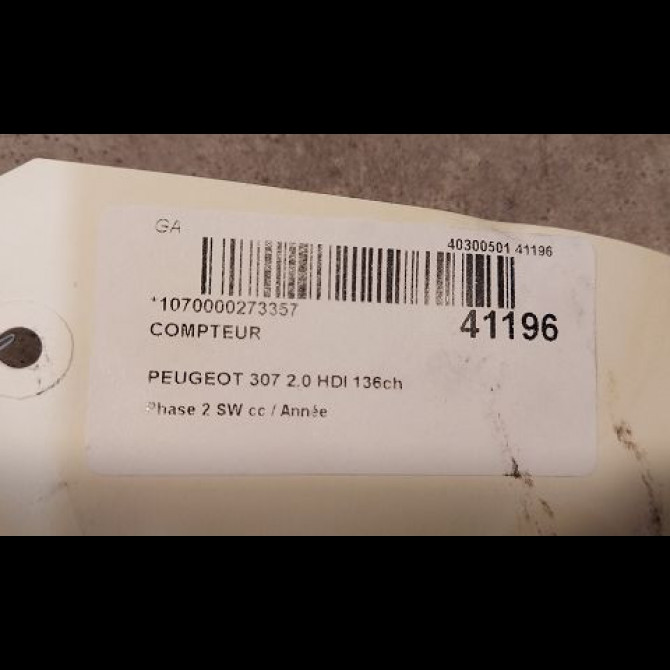 GA
40300501 41196
*1070000273357
41196
COMPTEUR
PEUGEOT 307 2.0 HDI 136ch
Phase 2 SW cc / Année